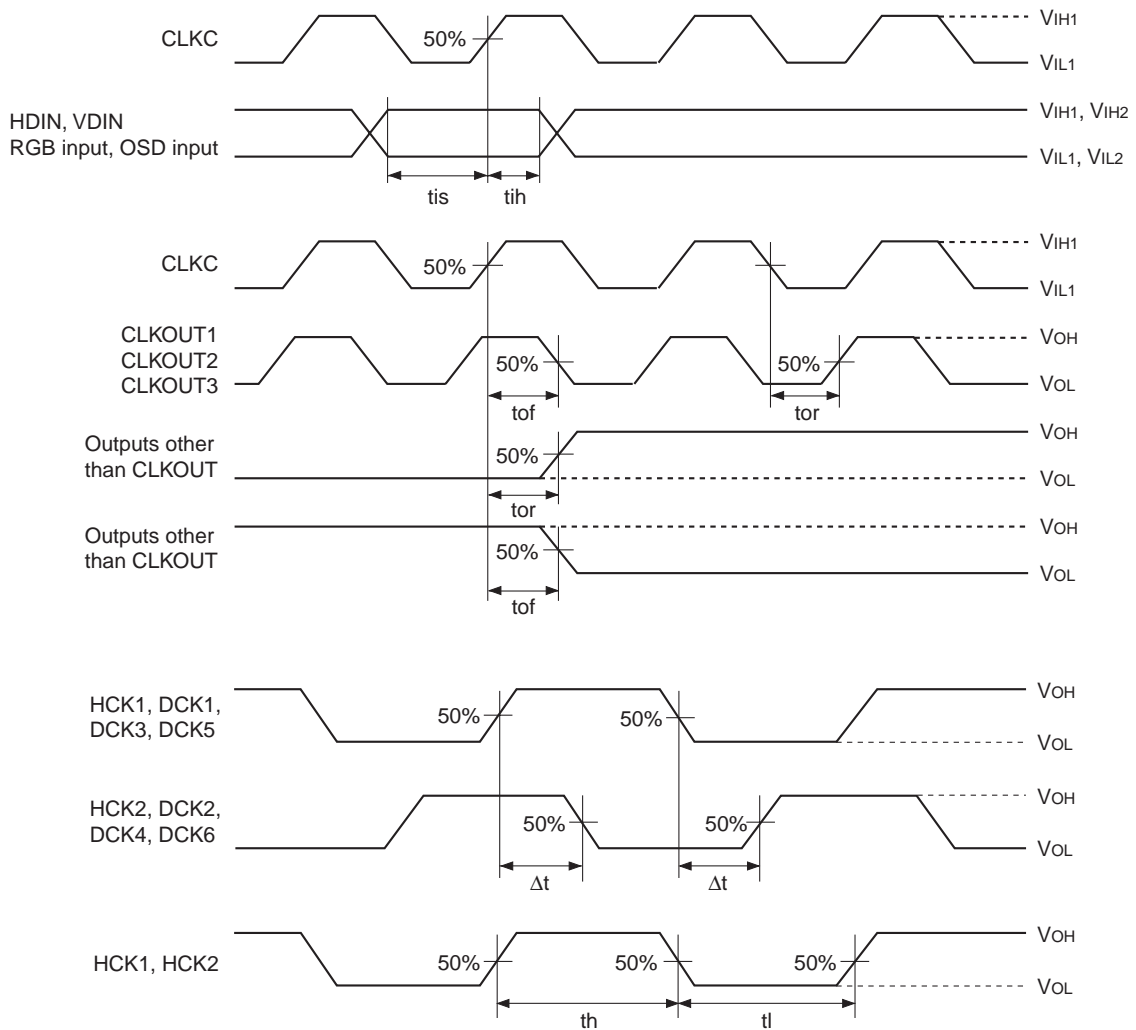 CLKC
50%
VIH1
VIL1
HDIN, VDIN
RGB input, OSD input
VIH1, VIH2
VIL1, VIL2
tis
tih
CLKC
50%
VIH1
VIL1
CLKOUT1
CLKOUT2
CLKOUT3
50%
50%
VOH
VOL
tof
tor
Outputs other
than CLKOUT
50%
VOH
VOL
tor
Outputs other
than CLKOUT
50%
VOH
VOL
tof
HCK1, DCK1,
DCK3, DCK5
50%
50%
VOH
VOL
HCK2, DCK2,
DCK4, DCK6
50%
50%
VOH
VOL
Δt
Δt
HCK1, HCK2
50%
50%
50%
VOH
VOL
th
tl